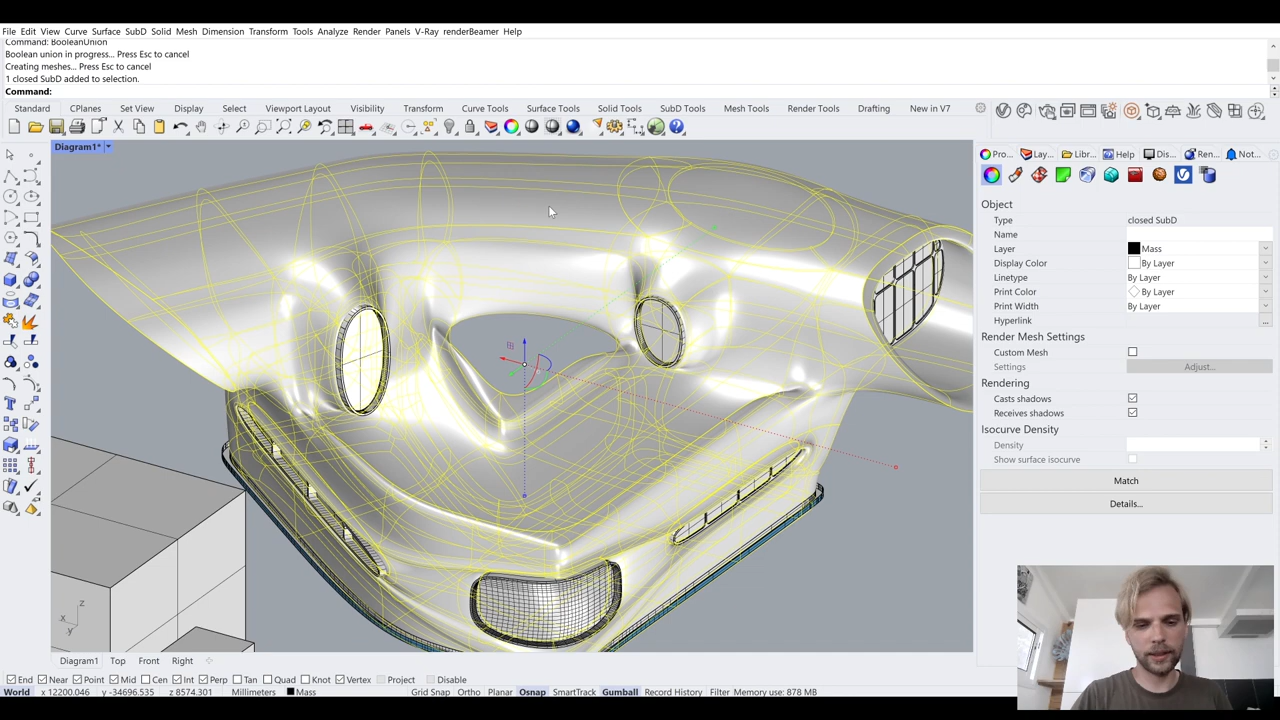 File Edit View Curve Surface SubD Solid Mesh Dimension Transform Tools Analyze Render Panels V-Ray renderBeamer Help
Command: BooleanUnion
Boolean union in progress... Press Esc to cancel
Creating meshes... Press Esc to cancel
1 closed SubD added to selection.
Command:
Standard CPlanes Set View Display Select Viewport Layout Visibility Transform Curve Tools Surface Tools Solid Tools SubD Tools Mesh Tools Render Tools Drafting New in V7
Diagram1*
Pro... Lay... Libr... Help Dis... Ren... Not...
Object
Type closed SubD
Name
Layer Mass
Display Color By Layer
Linetype By Layer
Print Color By Layer
Print Width By Layer
Hyperlink ...
Render Mesh Settings
Custom Mesh
Settings Adjust...
Rendering
Casts shadows
Receives shadows
Isocurve Density
Density
Show surface isocurve
Match
Details...
z
x
y
Diagram1 Top Front Right
End Near Point Mid Cen Int Perp Tan Quad Knot Vertex Project Disable
World x 12200.046 y -34696.535 z 8574.301 Millimeters Mass Grid Snap Ortho Planar Osnap SmartTrack Gumball Record History Filter Memory use: 878 MB